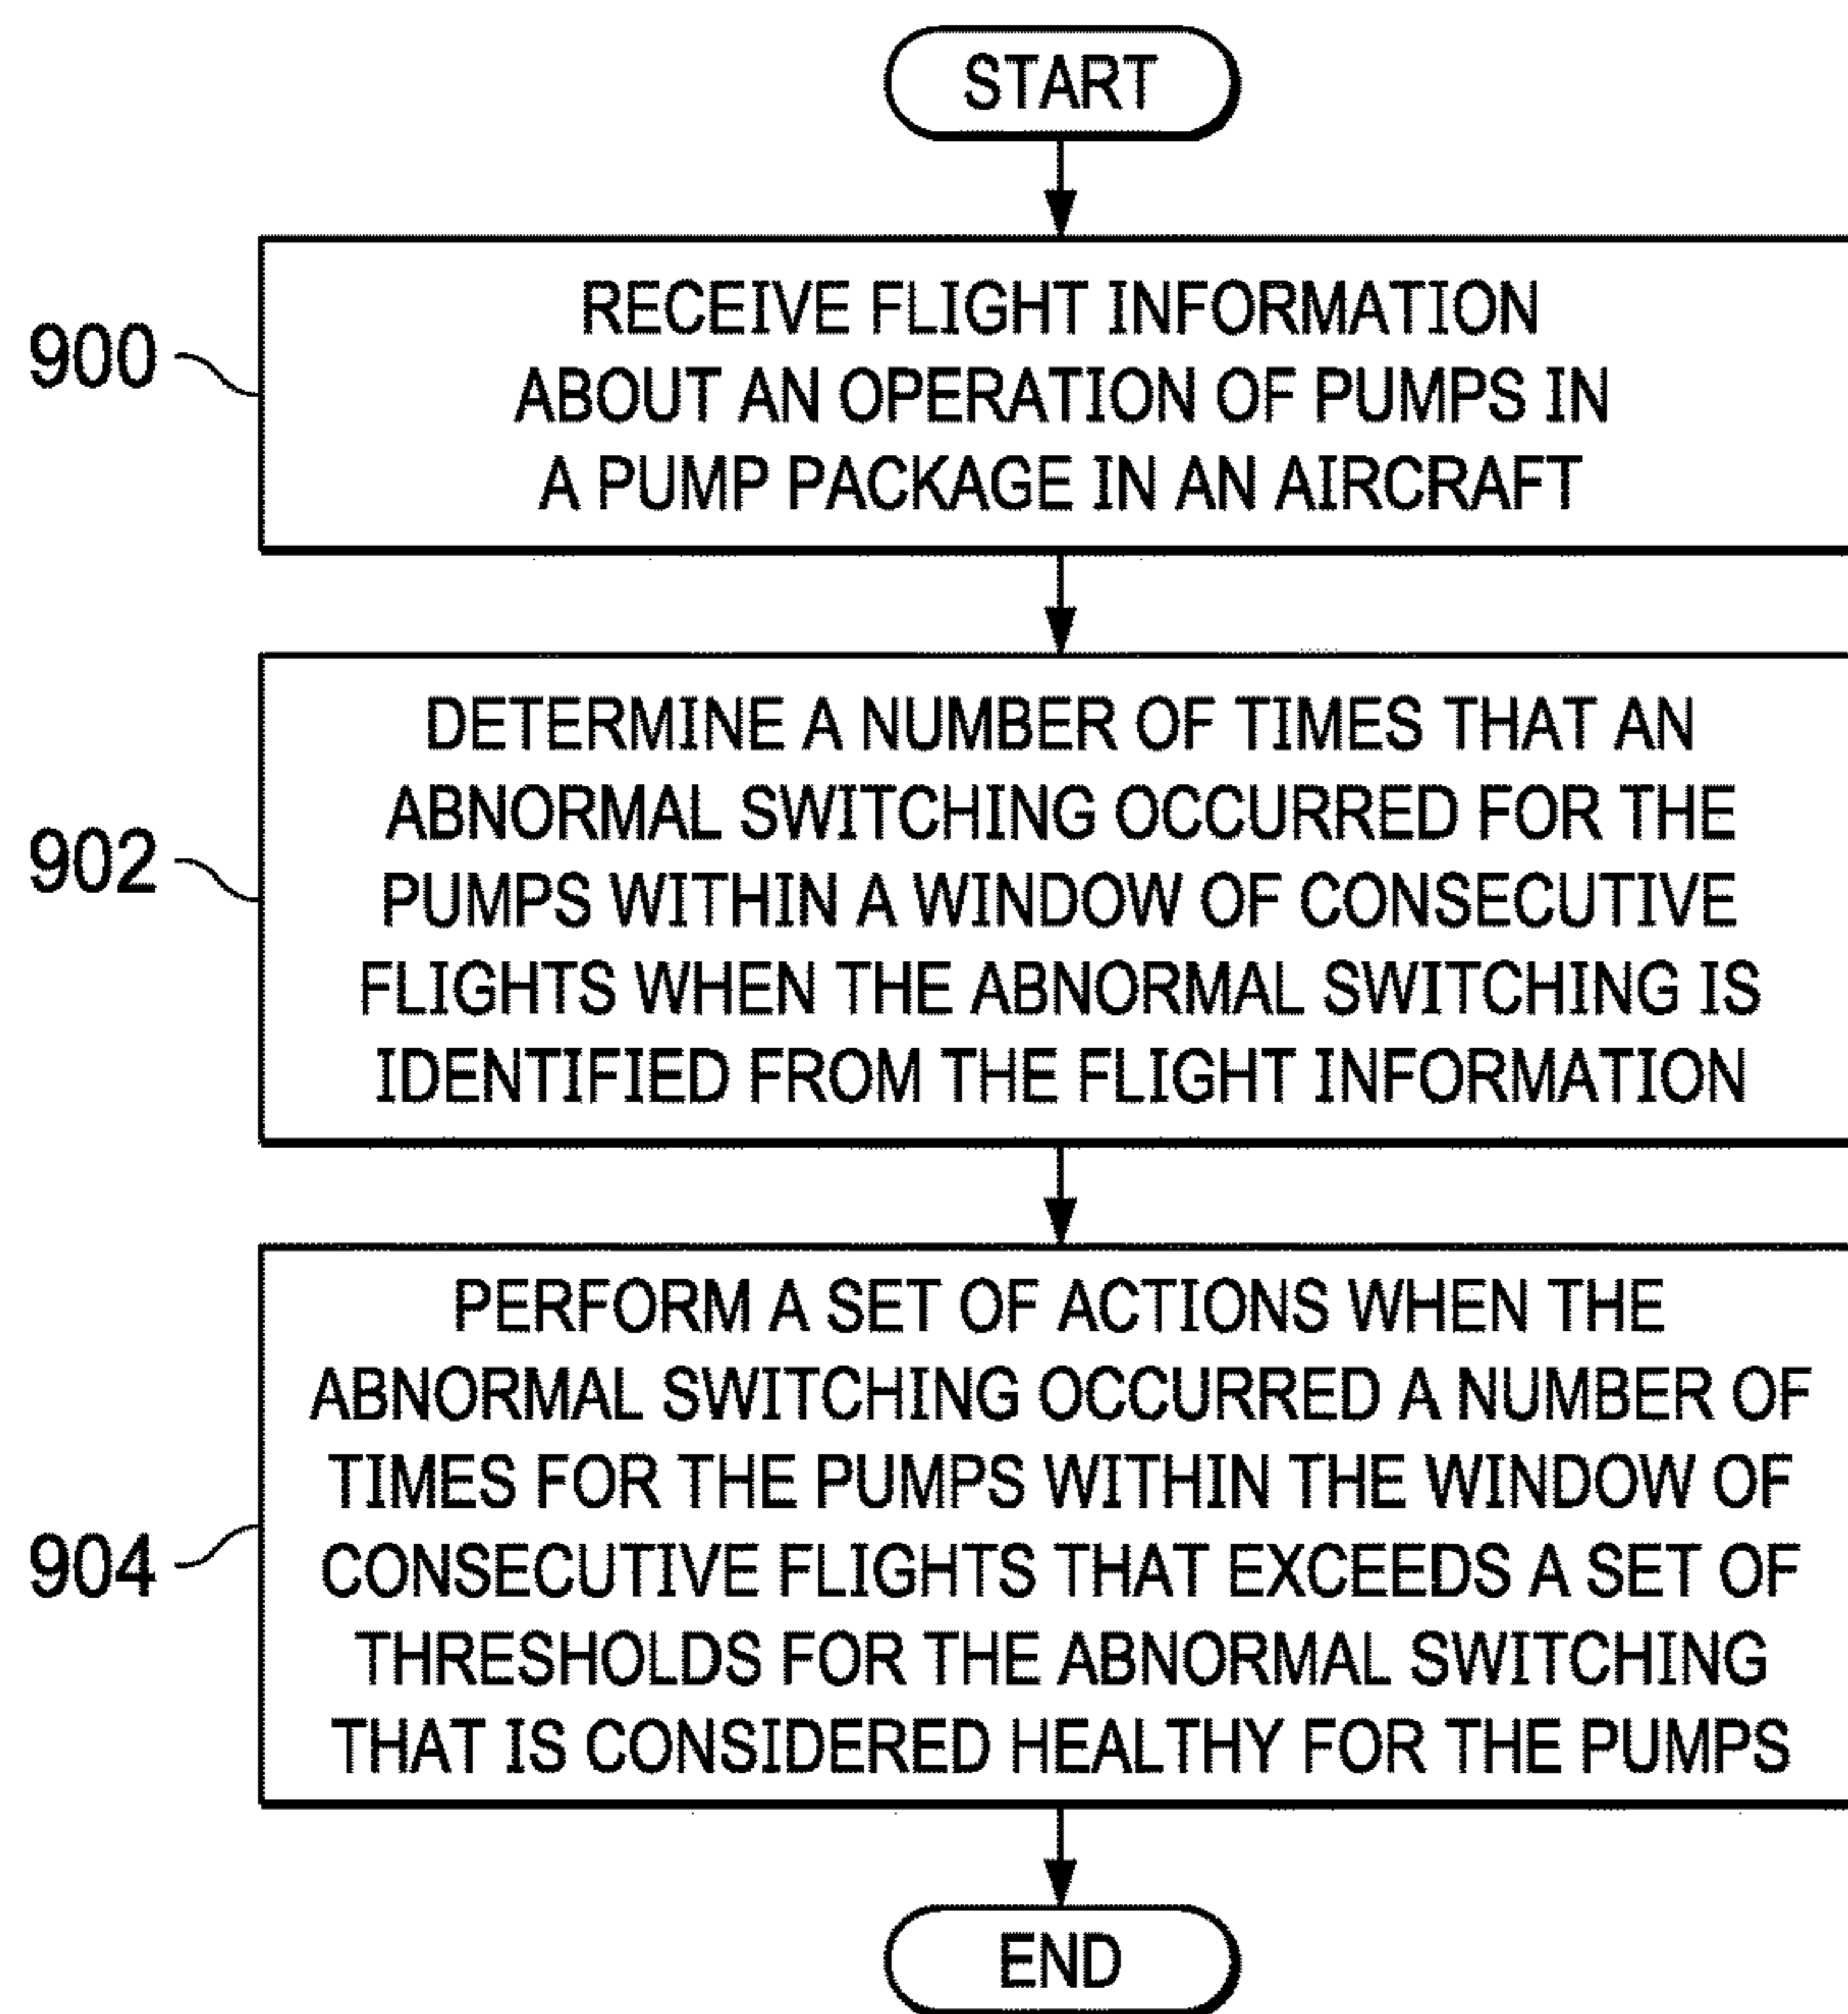 START
900
RECEIVE FLIGHT INFORMATION
ABOUT AN OPERATION OF PUMPS IN
A PUMP PACKAGE IN AN AIRCRAFT
902
DETERMINE A NUMBER OF TIMES THAT AN
ABNORMAL SWITCHING OCCURRED FOR THE
PUMPS WITHIN A WINDOW OF CONSECUTIVE
FLIGHTS WHEN THE ABNORMAL SWITCHING IS
IDENTIFIED FROM THE FLIGHT INFORMATION
904
PERFORM A SET OF ACTIONS WHEN THE
ABNORMAL SWITCHING OCCURRED A NUMBER OF
TIMES FOR THE PUMPS WITHIN THE WINDOW OF
CONSECUTIVE FLIGHTS THAT EXCEEDS A SET OF
THRESHOLDS FOR THE ABNORMAL SWITCHING
THAT IS CONSIDERED HEALTHY FOR THE PUMPS
END